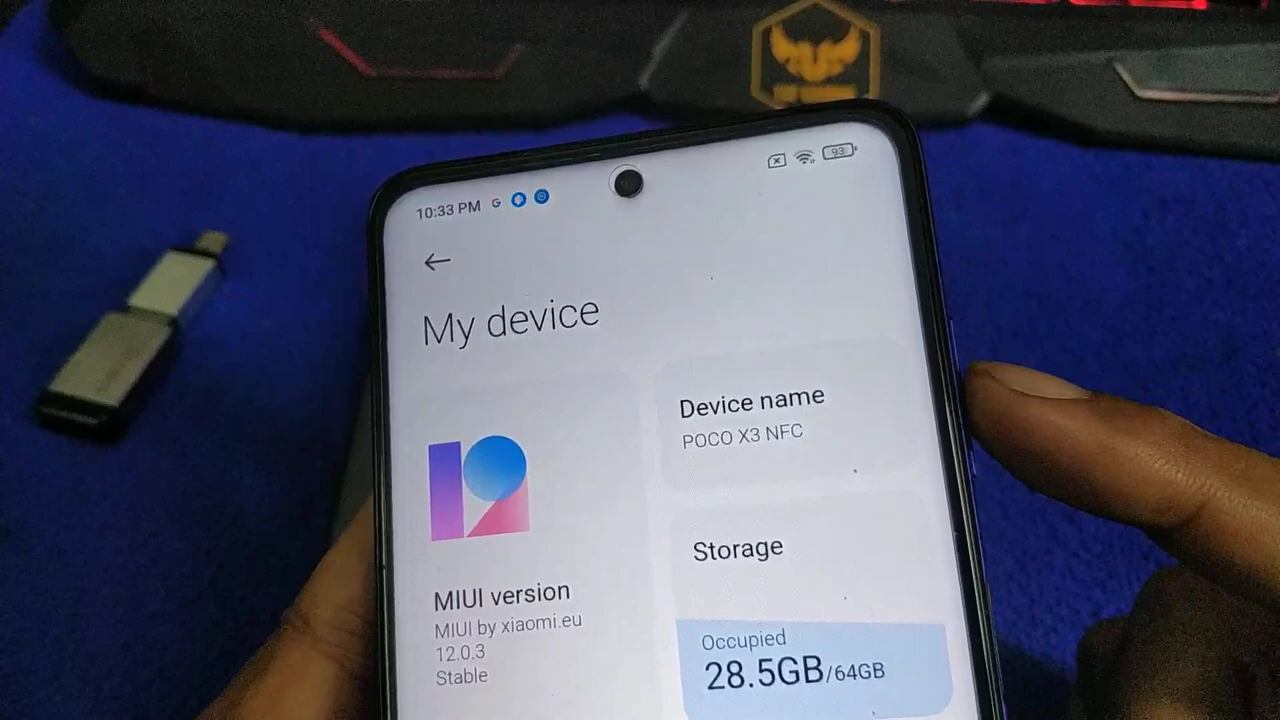 10:33 PM
93
My device
Device name
POCO X3 NFC
Storage
MIUI version
MIUI by xiaomi.eu
12.0.3
Stable
Occupied
28.5GB/64GB